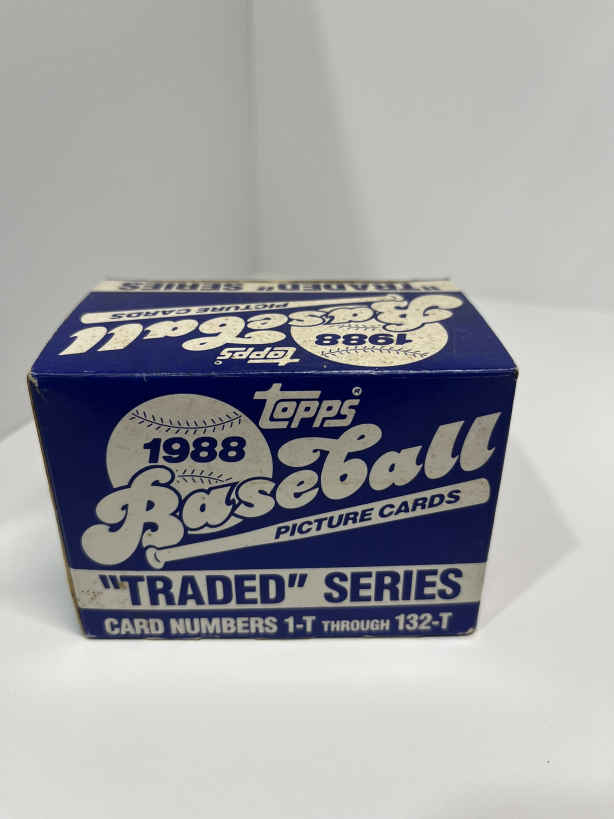 "TRADED" SERIES
PICTURE CARDS
Baseball
1988
topps®
topps®
1988
Baseball
PICTURE CARDS
"TRADED" SERIES
CARD NUMBERS 1-T THROUGH 132-T